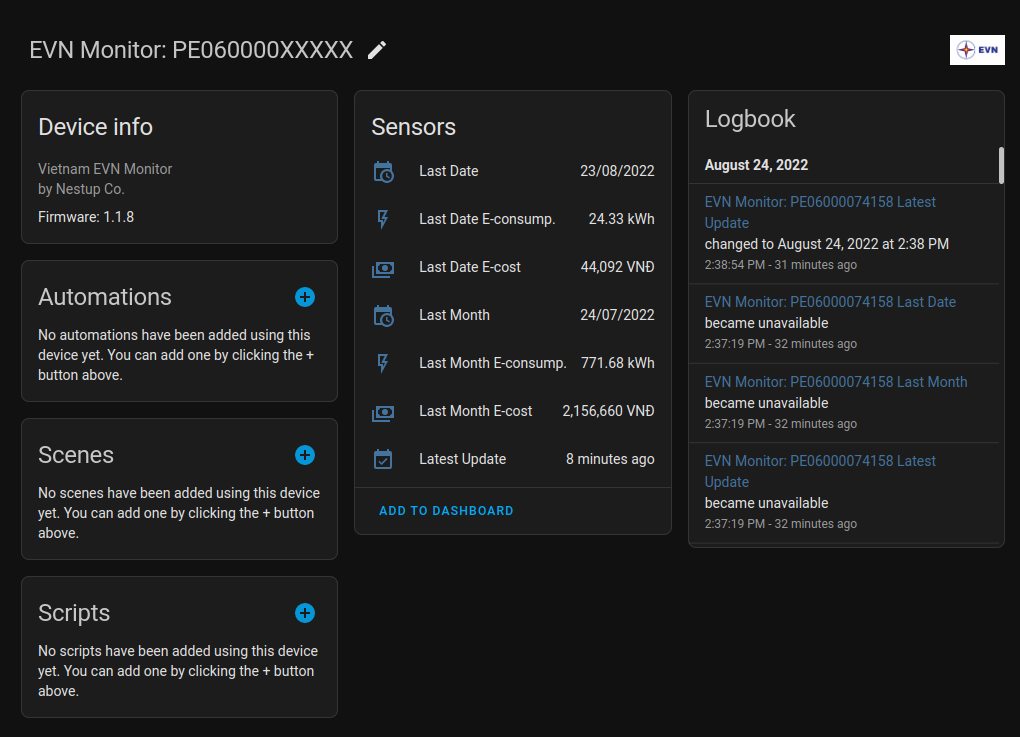 EVN Monitor: PE060000XXXXX
EVN
Device info
Vietnam EVN Monitor
by Nestup Co.
Firmware: 1.1.8
Automations
No automations have been added using this
device yet. You can add one by clicking the +
button above.
Scenes
No scenes have been added using this device
yet. You can add one by clicking the + button
above.
Scripts
No scripts have been added using this device
yet. You can add one by clicking the + button
above.
Sensors
Last Date 23/08/2022
Last Date E-consump. 24.33 kWh
Last Date E-cost 44,092 VNĐ
Last Month 24/07/2022
Last Month E-consump. 771.68 kWh
Last Month E-cost 2,156,660 VNĐ
Latest Update 8 minutes ago
ADD TO DASHBOARD
Logbook
August 24, 2022
EVN Monitor: PE06000074158 Latest
Update
changed to August 24, 2022 at 2:38 PM
2:38:54 PM - 31 minutes ago
EVN Monitor: PE06000074158 Last Date
became unavailable
2:37:19 PM - 32 minutes ago
EVN Monitor: PE06000074158 Last Month
became unavailable
2:37:19 PM - 32 minutes ago
EVN Monitor: PE06000074158 Latest
Update
became unavailable
2:37:19 PM - 32 minutes ago